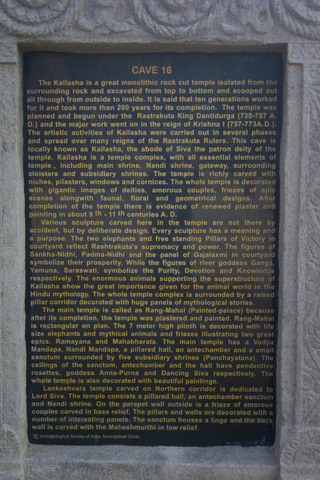 CAVE 16
The Kailasha is a great monolithic rock cut temple isolated from the
surrounding rock and excavated from top to bottom and scooped out
all through from outside to inside. It is said that ten generations worked
for it and took more than 200 years for its completion. The temple was
planned and begun under the Rastrakuta King Dantidurga (735-757 A.
D.) and the major work went on in the reign of Krishna I (757-773A.D.).
The artistic activities of Kailasha were carried out in several phases
and spread over many reigns of the Rastrakuta Rulers. This cave is
locally known as Kailasha, the abode of Siva the patron deity of the
temple. Kailasha is a temple complex, with all essential elements of
temple , including main shrine, Nandi shrine, gateway, surrounding
cloisters and subsidiary shrines. The temple is richly carved with
niches, pilasters, windows and cornices. The whole temple is decorated
with gigantic images of deities, amorous couples, friezes of epic
scenes alongwith faunal, floral and geometrical designs. After
completion of the temple there is evidence of renewed plaster and
painting in about 9 th - 11 th centuries A. D.
Various sculpture carved here in the temple are not there by
accident, but by deliberate design. Every sculpture has a meaning and
a purpose. The two elephants and free standing Pillars of Victory in
courtyard reflect Rashtrakuta's supremacy and power. The figures of
Sankha-Nidhi, Padma-Nidhi and the panel of Gajalaxmi in courtyard
symbolize their prosperity. While the figures of river goddess Ganga,
Yamuna, Saraswati, symbolize the Purity, Devotion and Knowledge
respectively. The enormous animals supporting the superstructure of
Kailasha show the great importance given for the animal world in the
Hindu mythology. The whole temple complex is surrounded by a raised
pillar corridor decorated with huge panels of mythological stories.
The main temple is called as Rang-Mahal (Painted-palace) because
after its completion, the temple was plastered and painted. Rang-Mahal
is rectangular on plan. The 7 meter high plinth is decorated with life
size elephants and mythical animals and friezes illustrating two great
epics, Ramayana and Mahabharata. The main temple has a Vadya
Mandapa, Nandi Mandapa, a pillared hall, an antechamber and a small
sanctum surrounded by five subsidiary shrines (Panchayatana). The
ceilings of the sanctum, antechamber and the hall have pendentive
rosettes, goddess Anna-Purna and Dancing Siva respectively. The
whole temple is also decorated with beautiful paintings.
Lankeshvara temple carved on Northern corridor is dedicated to
Lord Siva. The temple consists a pillared hall, an antechamber sanctum
and Nandi shrine. On the parapet wall outside is a frieze of amorous
couples carved in bass relief. The pillars and walls are decorated with a
number of interesting panels. The sanctum houses a linga and the back
wall is carved with the Maheshmurthi in low relief.
© Archaeological Survey of India, Aurangabad Circle.